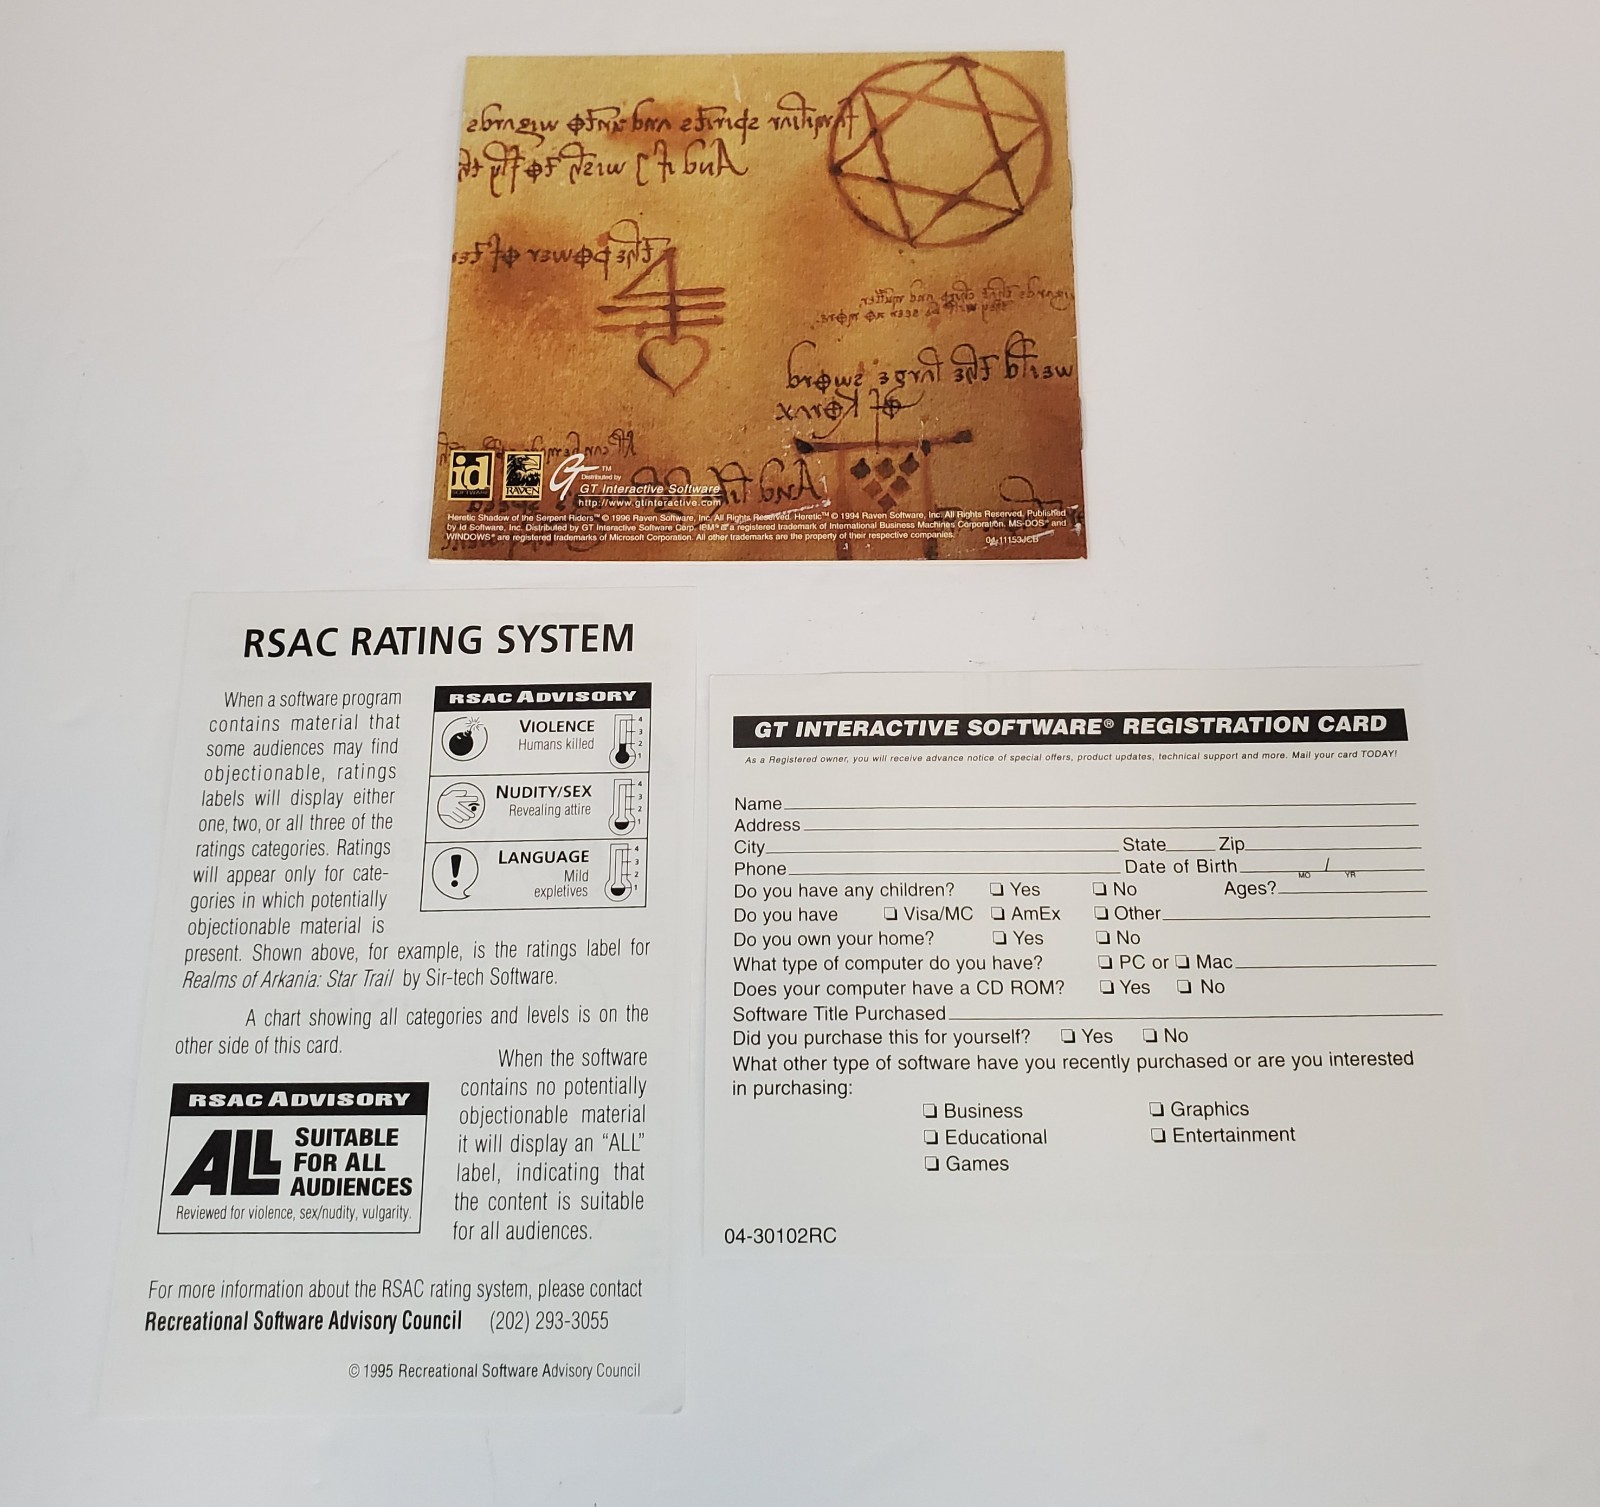 id
SOFTWARE
RAVEN
GT
TM
Distributed by
GT Interactive Software
http://www.gtinteractive.com
Heretic Shadow of the Serpent Riders™ © 1996 Raven Software, Inc. All Rights Reserved. Heretic™ © 1994 Raven Software, Inc. All Rights Reserved. Published
by id Software, Inc. Distributed by GT Interactive Software Corp. IBM® is a registered trademark of International Business Machines Corporation. MS-DOS® and
WINDOWS® are registered trademarks of Microsoft Corporation. All other trademarks are the property of their respective companies.
04-11153JCB
RSAC RATING SYSTEM
When a software program
contains material that
some audiences may find
objectionable, ratings
labels will display either
one, two, or all three of the
ratings categories. Ratings
will appear only for cate-
gories in which potentially
objectionable material is
present. Shown above, for example, is the ratings label for
Realms of Arkania: Star Trail by Sir-tech Software.
RSAC ADVISORY
VIOLENCE
Humans killed
4
3
2
1
NUDITY/SEX
Revealing attire
4
3
2
1
LANGUAGE
Mild
expletives
4
3
2
1
A chart showing all categories and levels is on the
other side of this card.
When the software
contains no potentially
objectionable material
it will display an “ALL”
label, indicating that
the content is suitable
for all audiences.
RSAC ADVISORY
ALL
SUITABLE
FOR ALL
AUDIENCES
Reviewed for violence, sex/nudity, vulgarity.
For more information about the RSAC rating system, please contact
Recreational Software Advisory Council (202) 293-3055
© 1995 Recreational Software Advisory Council
GT INTERACTIVE SOFTWARE® REGISTRATION CARD
As a Registered owner, you will receive advance notice of special offers, product updates, technical support and more. Mail your card TODAY!
Name
Address
City State Zip
Phone Date of Birth /
MO YR
Do you have any children? ❏ Yes ❏ No Ages?
Do you have ❏ Visa/MC ❏ AmEx ❏ Other
Do you own your home? ❏ Yes ❏ No
What type of computer do you have? ❏ PC or ❏ Mac
Does your computer have a CD ROM? ❏ Yes ❏ No
Software Title Purchased
Did you purchase this for yourself? ❏ Yes ❏ No
What other type of software have you recently purchased or are you interested
in purchasing:
❏ Business ❏ Graphics
❏ Educational ❏ Entertainment
❏ Games
04-30102RC